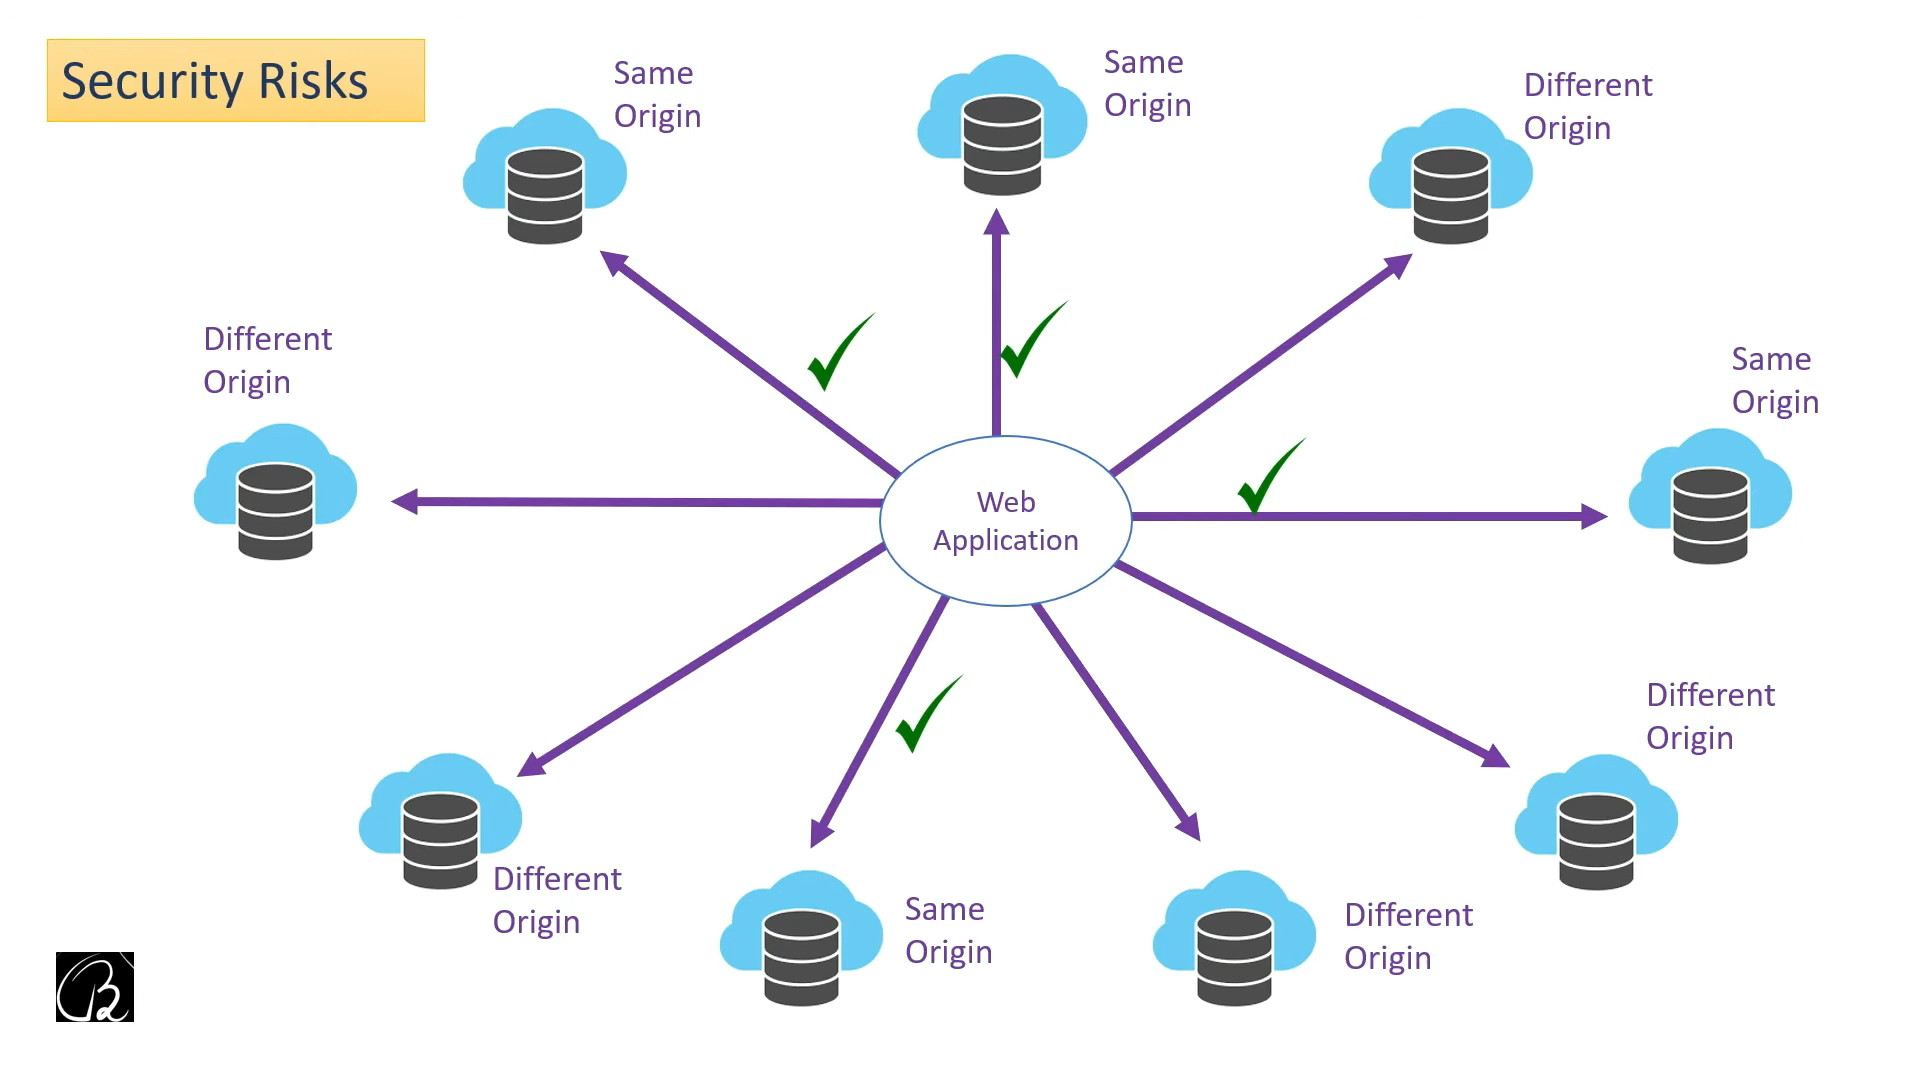 Security Risks
Same
Origin
Same
Origin
Different
Origin
Different
Origin
Same
Origin
Web
Application
Different
Origin
Different
Origin
Same
Origin
Different
Origin